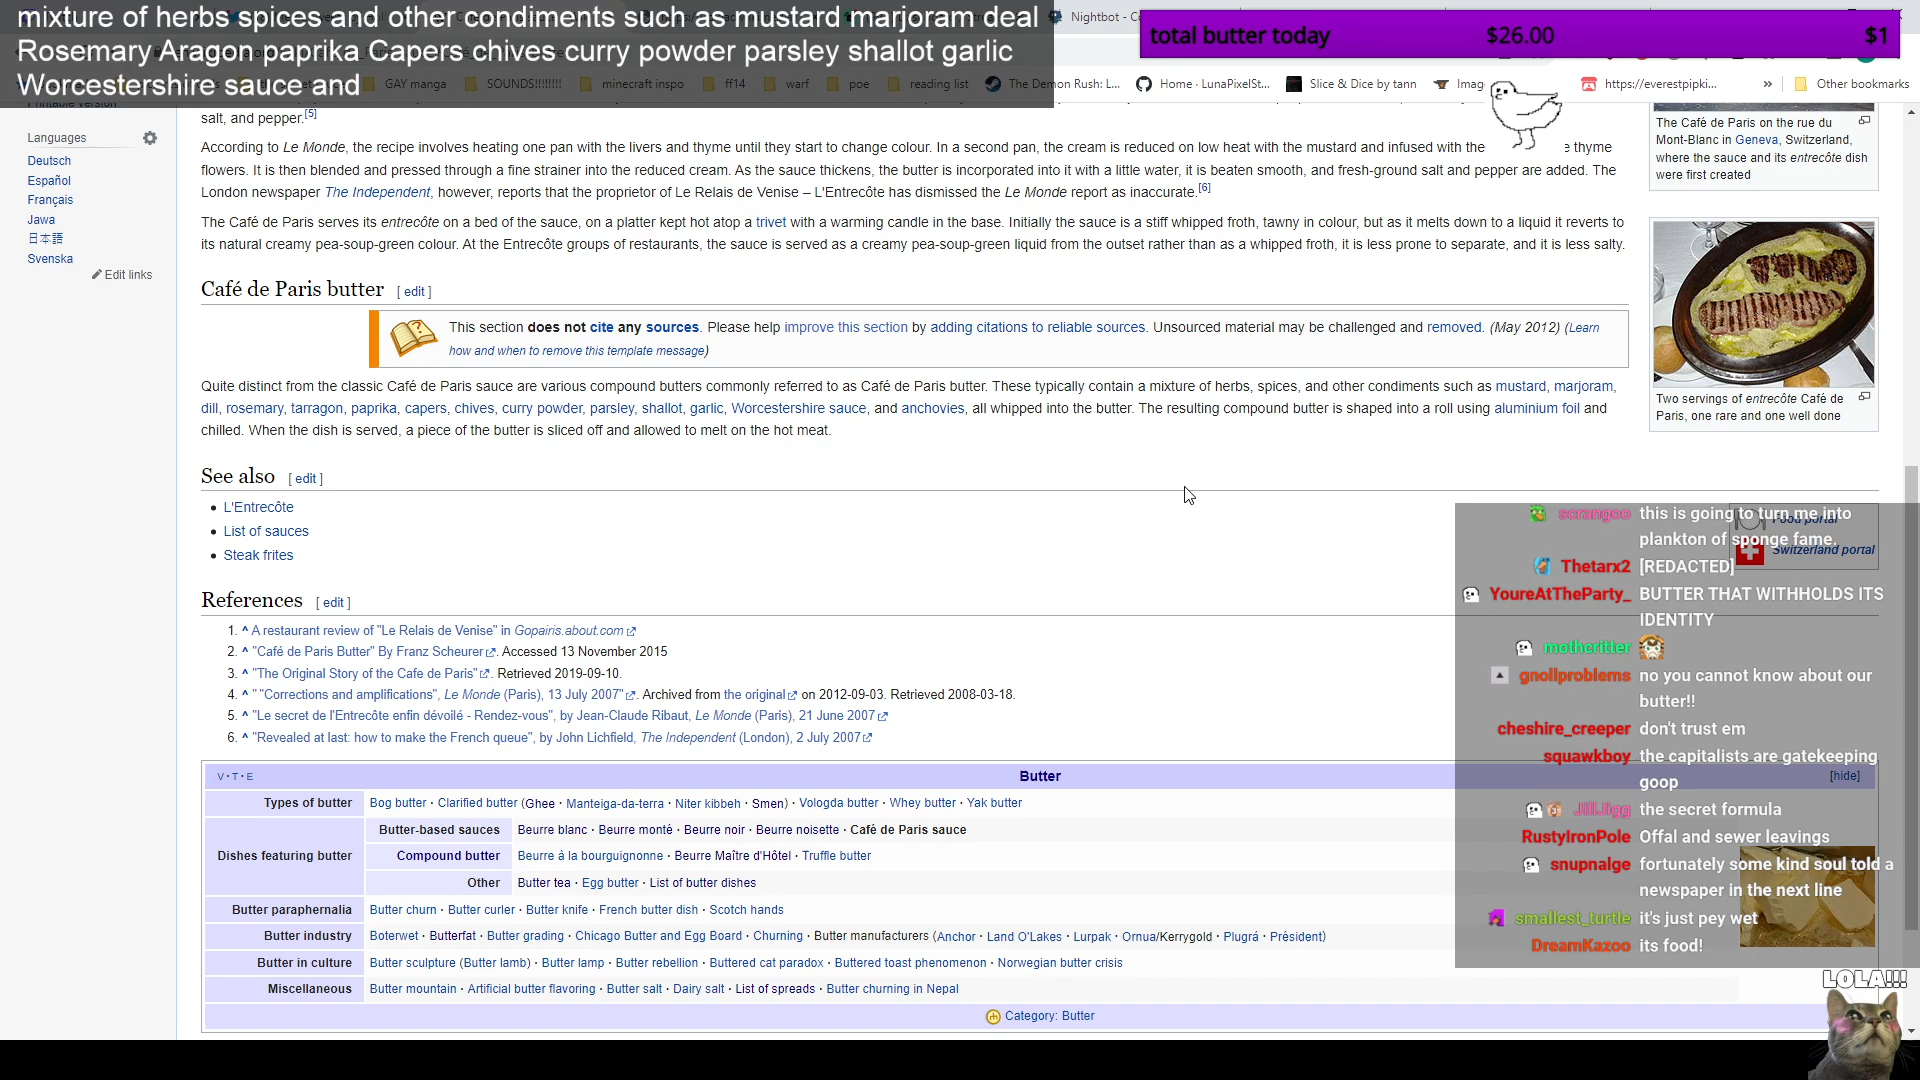 mixture of herbs spices and other condiments such as mustard marjoram deal
Rosemary Aragon paprika Capers chives curry powder parsley shallot garlic
Worcestershire sauce and
Nightbot - Co
total butter today $26.00 $1
GAY manga SOUNDS!!!!!!!! minecraft inspo ff14 warf poe reading list The Demon Rush: L... Home · LunaPixelSt... Slice & Dice by tann Imag https://everestpipki... » Other bookmarks
Printable version
Languages
Deutsch
Español
Français
Jawa
日本語
Svenska
Edit links
salt, and pepper.[5]
According to Le Monde, the recipe involves heating one pan with the livers and thyme until they start to change colour. In a second pan, the cream is reduced on low heat with the mustard and infused with the e thyme
flowers. It is then blended and pressed through a fine strainer into the reduced cream. As the sauce thickens, the butter is incorporated into it with a little water, it is beaten smooth, and fresh-ground salt and pepper are added. The
London newspaper The Independent, however, reports that the proprietor of Le Relais de Venise – L'Entrecôte has dismissed the Le Monde report as inaccurate.[6]
The Café de Paris serves its entrecôte on a bed of the sauce, on a platter kept hot atop a trivet with a warming candle in the base. Initially the sauce is a stiff whipped froth, tawny in colour, but as it melts down to a liquid it reverts to
its natural creamy pea-soup-green colour. At the Entrecôte groups of restaurants, the sauce is served as a creamy pea-soup-green liquid from the outset rather than as a whipped froth, it is less prone to separate, and it is less salty.
The Café de Paris on the rue du
Mont-Blanc in Geneva, Switzerland,
where the sauce and its entrecôte dish
were first created
Two servings of entrecôte Café de
Paris, one rare and one well done
Café de Paris butter [ edit ]
This section does not cite any sources. Please help improve this section by adding citations to reliable sources. Unsourced material may be challenged and removed. (May 2012) (Learn
how and when to remove this template message)
Quite distinct from the classic Café de Paris sauce are various compound butters commonly referred to as Café de Paris butter. These typically contain a mixture of herbs, spices, and other condiments such as mustard, marjoram,
dill, rosemary, tarragon, paprika, capers, chives, curry powder, parsley, shallot, garlic, Worcestershire sauce, and anchovies, all whipped into the butter. The resulting compound butter is shaped into a roll using aluminium foil and
chilled. When the dish is served, a piece of the butter is sliced off and allowed to melt on the hot meat.
See also [ edit ]
L'Entrecôte
List of sauces
Steak frites
Food portal
Switzerland portal
References [ edit ]
1. ^ A restaurant review of "Le Relais de Venise" in Gopairis.about.com
2. ^ "Café de Paris Butter" By Franz Scheurer. Accessed 13 November 2015
3. ^ "The Original Story of the Cafe de Paris". Retrieved 2019-09-10.
4. ^ " "Corrections and amplifications", Le Monde (Paris), 13 July 2007". Archived from the original on 2012-09-03. Retrieved 2008-03-18.
5. ^ "Le secret de l'Entrecôte enfin dévoilé - Rendez-vous", by Jean-Claude Ribaut, Le Monde (Paris), 21 June 2007
6. ^ "Revealed at last: how to make the French queue", by John Lichfield, The Independent (London), 2 July 2007
V · T · E Butter [hide]
Types of butter Bog butter · Clarified butter (Ghee · Manteiga-da-terra · Niter kibbeh · Smen) · Vologda butter · Whey butter · Yak butter
Dishes featuring butter
Butter-based sauces Beurre blanc · Beurre monté · Beurre noir · Beurre noisette · Café de Paris sauce
Compound butter Beurre à la bourguignonne · Beurre Maître d'Hôtel · Truffle butter
Other Butter tea · Egg butter · List of butter dishes
Butter paraphernalia Butter churn · Butter curler · Butter knife · French butter dish · Scotch hands
Butter industry Boterwet · Butterfat · Butter grading · Chicago Butter and Egg Board · Churning · Butter manufacturers (Anchor · Land O'Lakes · Lurpak · Ornua/Kerrygold · Plugrá · Président)
Butter in culture Butter sculpture (Butter lamb) · Butter lamp · Butter rebellion · Buttered cat paradox · Buttered toast phenomenon · Norwegian butter crisis
Miscellaneous Butter mountain · Artificial butter flavoring · Butter salt · Dairy salt · List of spreads · Butter churning in Nepal
Category: Butter
scrangoo this is going to turn me into
plankton of sponge fame.
Thetarx2 [REDACTED]
YoureAtTheParty_ BUTTER THAT WITHHOLDS ITS
IDENTITY
mothcritter
gnollproblems no you cannot know about our
butter!!
cheshire_creeper don't trust em
squawkboy the capitalists are gatekeeping
goop
JillJigg the secret formula
RustyIronPole Offal and sewer leavings
snupnalge fortunately some kind soul told a
newspaper in the next line
smallest_turtle it's just pey wet
DreamKazoo its food!
LOLA!!!